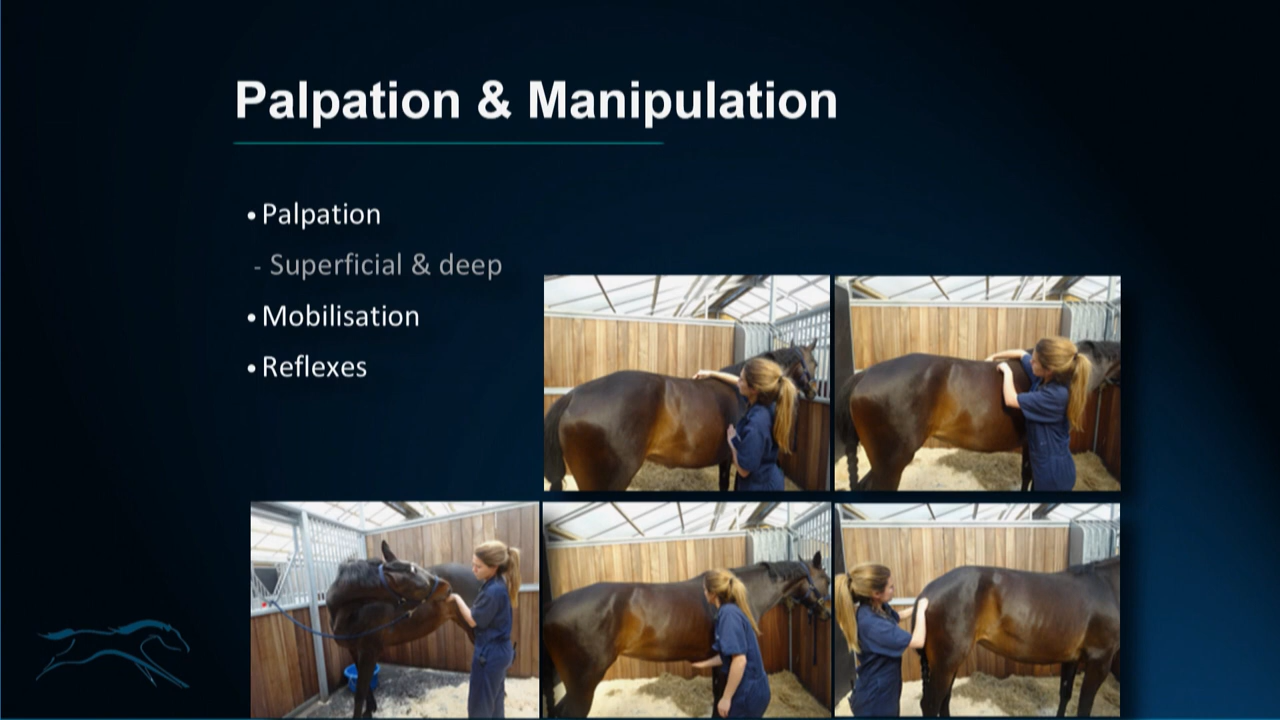 Palpation & Manipulation
• Palpation
- Superficial & deep
• Mobilisation
• Reflexes